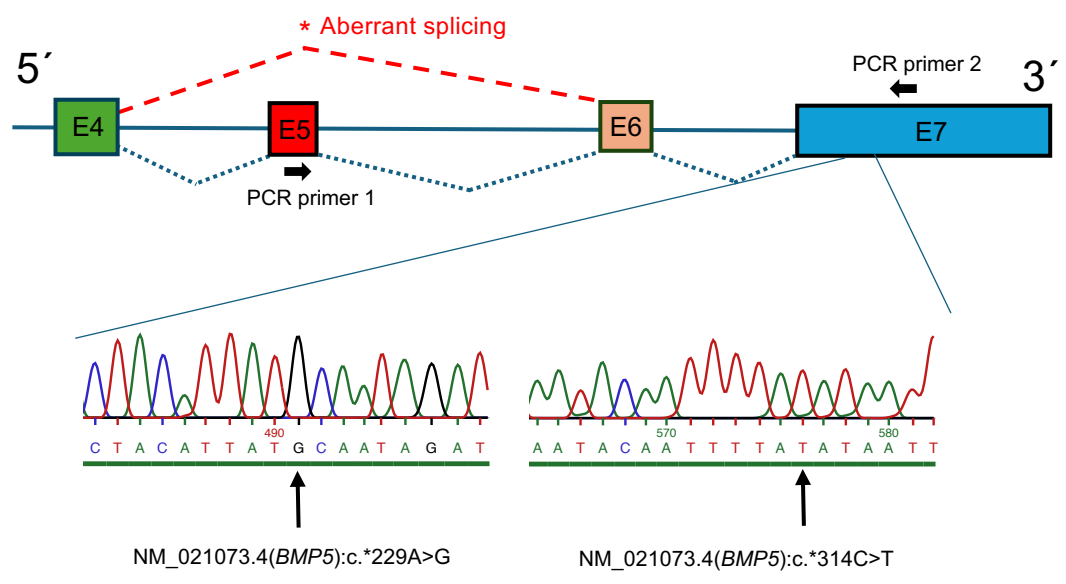 * Aberrant splicing
5´
PCR primer 2
3´
E4
E5
E6
E7
PCR primer 1
490
C T A C A T T A T G C A A T A G A T
570
580
A A T A C A A T T T T A T A T A A T T
NM_021073.4(BMP5):c.*229A>G
NM_021073.4(BMP5):c.*314C>T